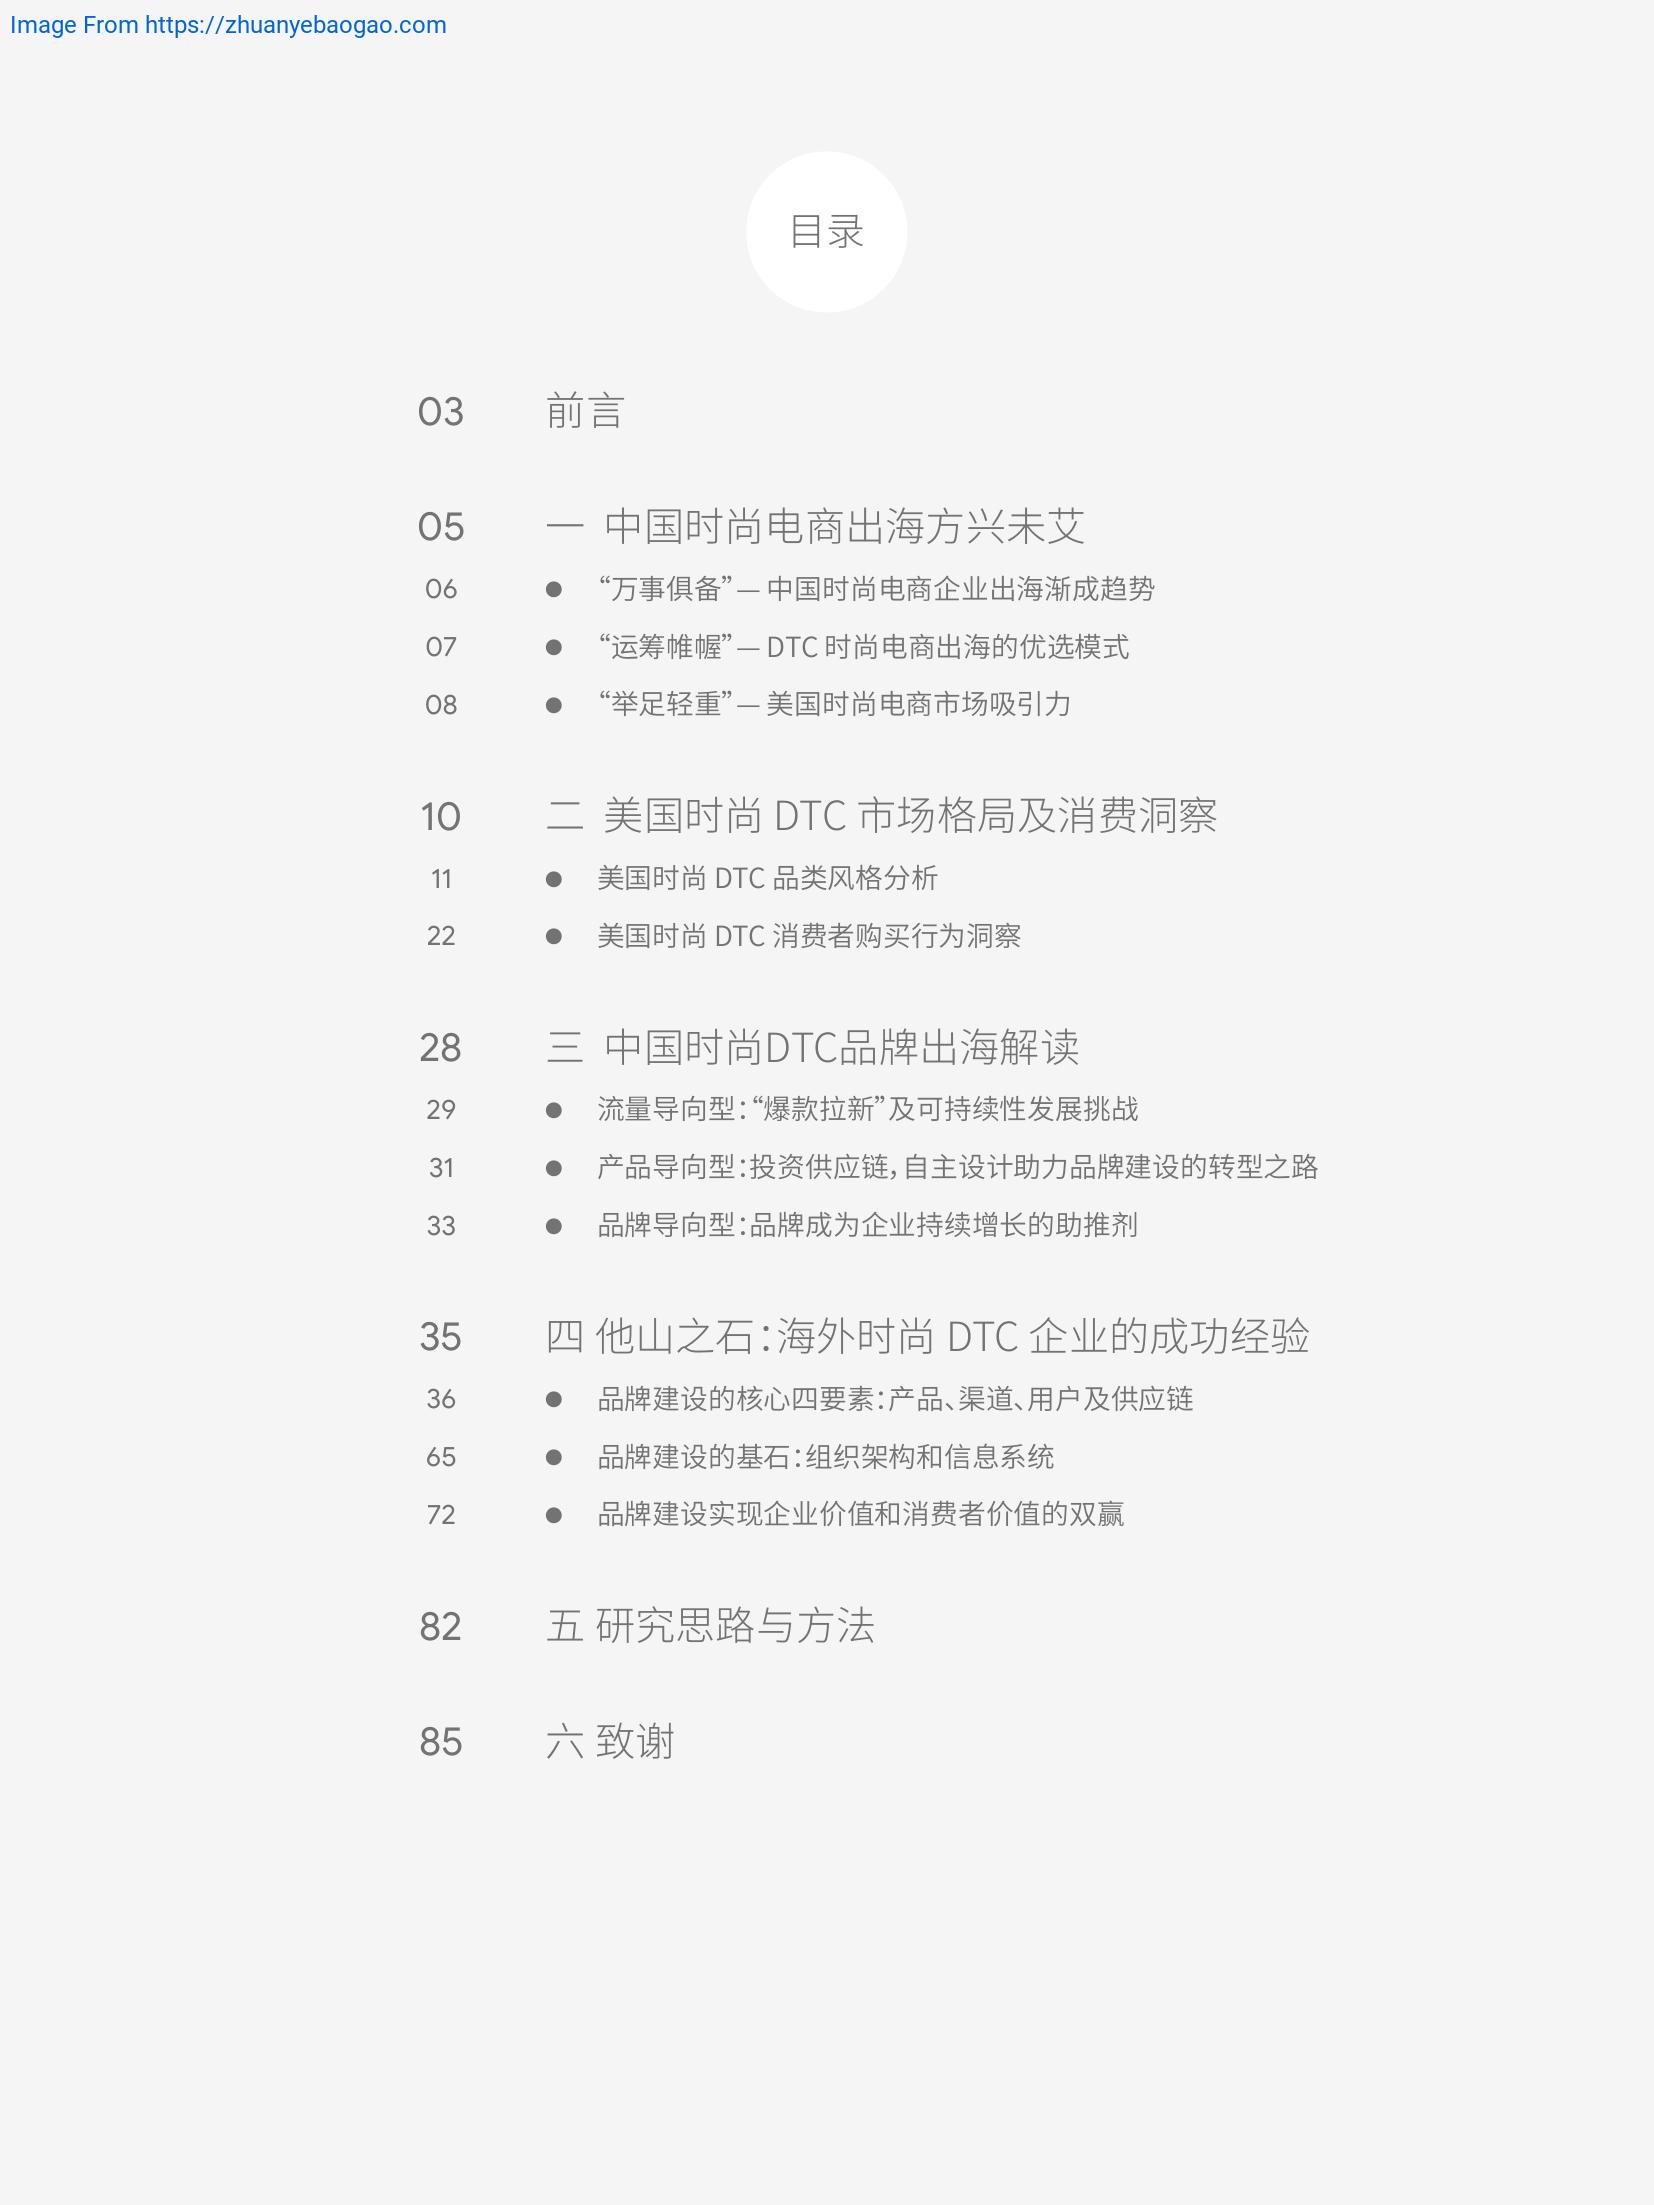 Image From https://zhuanyebaogao.com
目录
03 前言
05 一 中国时尚电商出海方兴未艾
06 ● “万事俱备” — 中国时尚电商企业出海渐成趋势
07 ● “运筹帷幄” — DTC 时尚电商出海的优选模式
08 ● “举足轻重” — 美国时尚电商市场吸引力
10 二 美国时尚 DTC 市场格局及消费洞察
11 ● 美国时尚 DTC 品类风格分析
22 ● 美国时尚 DTC 消费者购买行为洞察
28 三 中国时尚DTC品牌出海解读
29 ● 流量导向型：“爆款拉新”及可持续性发展挑战
31 ● 产品导向型：投资供应链，自主设计助力品牌建设的转型之路
33 ● 品牌导向型：品牌成为企业持续增长的助推剂
35 四 他山之石：海外时尚 DTC 企业的成功经验
36 ● 品牌建设的核心四要素：产品、渠道、用户及供应链
65 ● 品牌建设的基石：组织架构和信息系统
72 ● 品牌建设实现企业价值和消费者价值的双赢
82 五 研究思路与方法
85 六 致谢